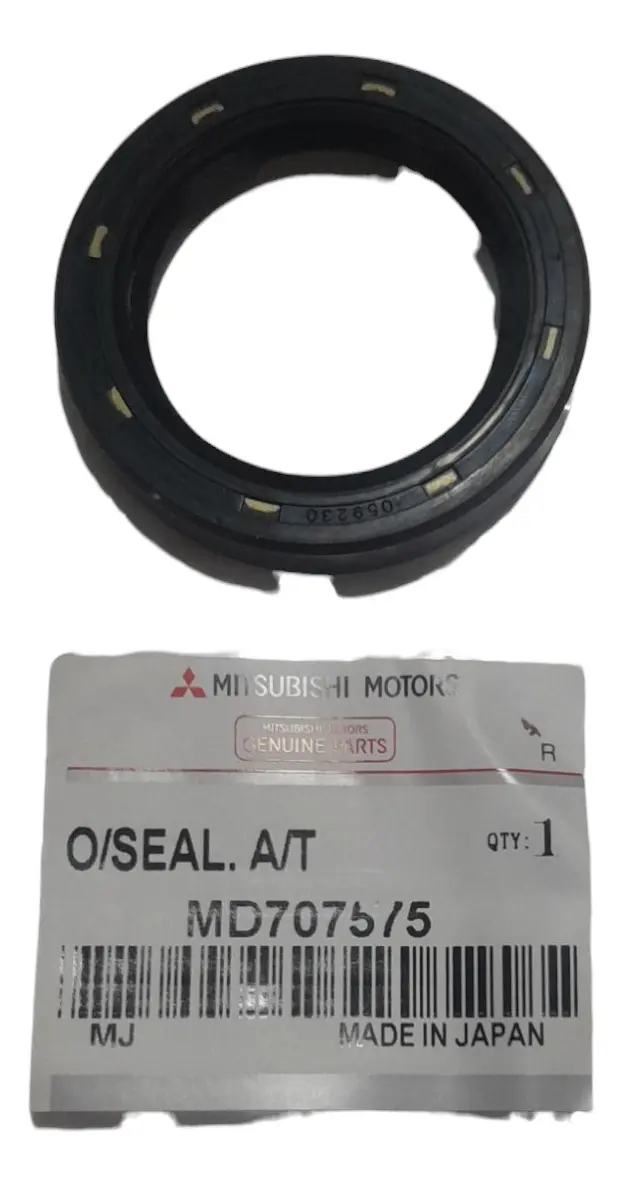 059230
MITSUBISHI MOTORS
MITSUBISHI MOTORS
GENUINE PARTS
R
O/SEAL. A/T
QTY: 1
MD707575
MJ
MADE IN JAPAN